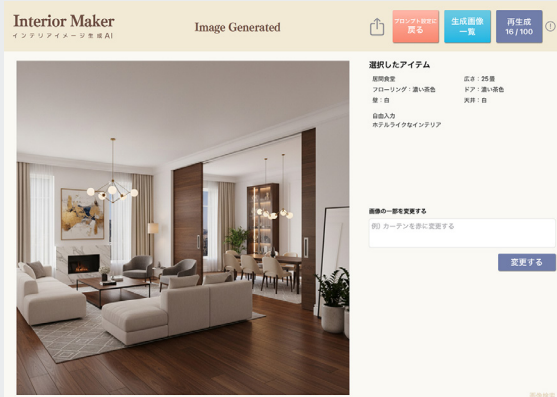 Interior Maker
インテリアイメージ生成AI
Image Generated
プロンプト設定に
戻る
生成画像
一覧
再生成
16 / 100
選択したアイテム
居間食堂
広さ：25畳
フローリング：濃い茶色
ドア：濃い茶色
壁：白
天井：白
自由入力
ホテルライクなインテリア
画像の一部を変更する
例) カーテンを赤に変更する
変更する